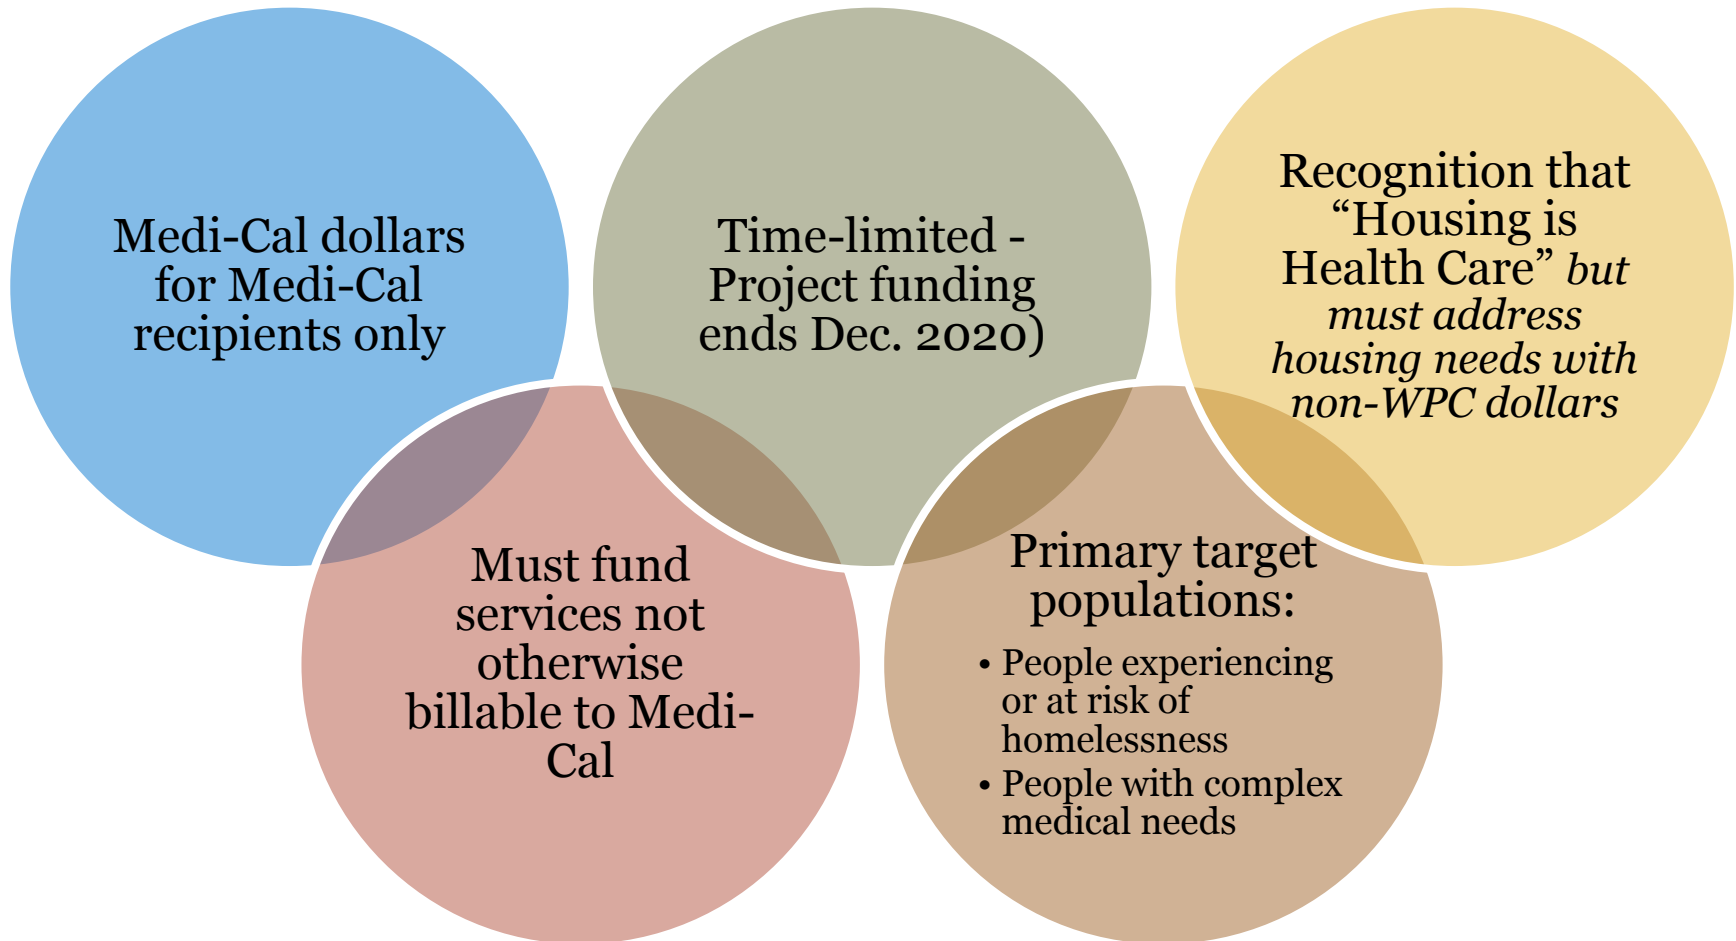 Medi-Cal dollars
for Medi-Cal
recipients only
Must fund
services not
otherwise
billable to Medi-
Cal
Time-limited -
Project funding
ends Dec. 2020)
Primary target
populations:
• People experiencing
or at risk of
homelessness
• People with complex
medical needs
Recognition that
“Housing is
Health Care” but
must address
housing needs with
non-WPC dollars